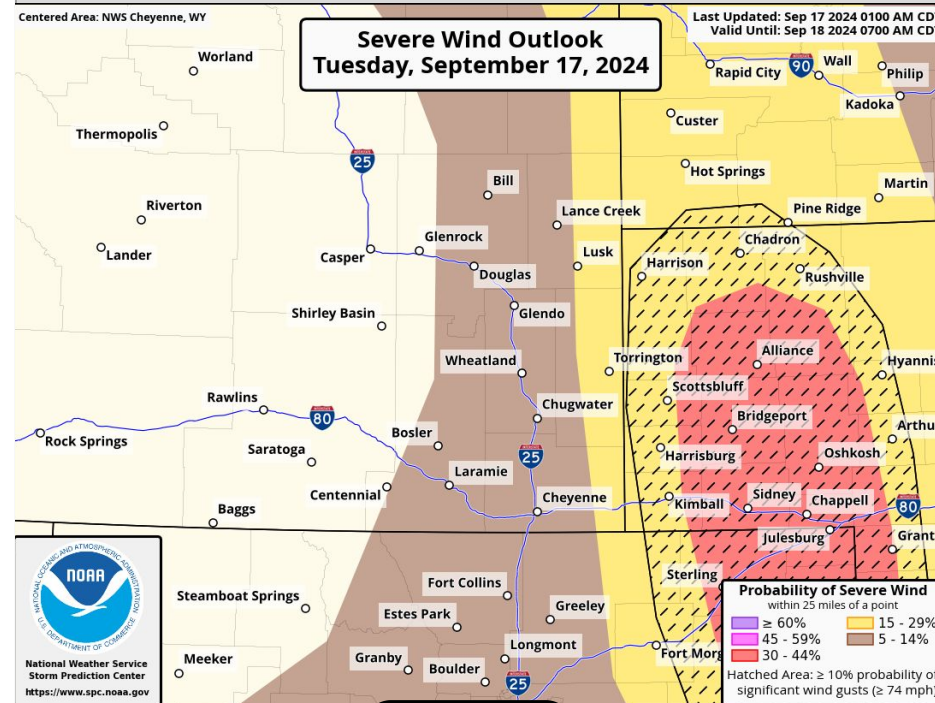 Centered Area: NWS Cheyenne, WY
Severe Wind Outlook
Tuesday, September 17, 2024
Last Updated: Sep 17 2024 0100 AM CD
Valid Until: Sep 18 2024 0700 AM CD
Worland
Rapid City
90
Wall
Philip
Kadoka
Thermopolis
25
Custer
Hot Springs
Bill
Martin
Riverton
Lance Creek
Pine Ridge
Lander
Casper
Glenrock
Douglas
Lusk
Harrison
Chadron
Rushville
Shirley Basin
Glendo
Wheatland
Torrington
Alliance
Hyannis
Scottsbluff
Rawlins
80
Chugwater
Bridgeport
Rock Springs
Bosler
Arthu
Saratoga
25
Harrisburg
Oshkosh
Laramie
Centennial
Cheyenne
Kimball
Sidney
Chappell
80
Baggs
Julesburg
Grant
NATIONAL OCEANIC AND ATMOSPHERIC ADMINISTRATION
NOAA
U.S. DEPARTMENT OF COMMERCE
National Weather Service
Storm Prediction Center
https://www.spc.noaa.gov
Sterling
Fort Collins
Steamboat Springs
Estes Park
Greeley
Longmont
Meeker
Granby
Boulder
25
Fort Morg
Probability of Severe Wind
within 25 miles of a point
≥ 60%
15 - 29%
45 - 59%
5 - 14%
30 - 44%
Hatched Area: ≥ 10% probability of
significant wind gusts (≥ 74 mph)